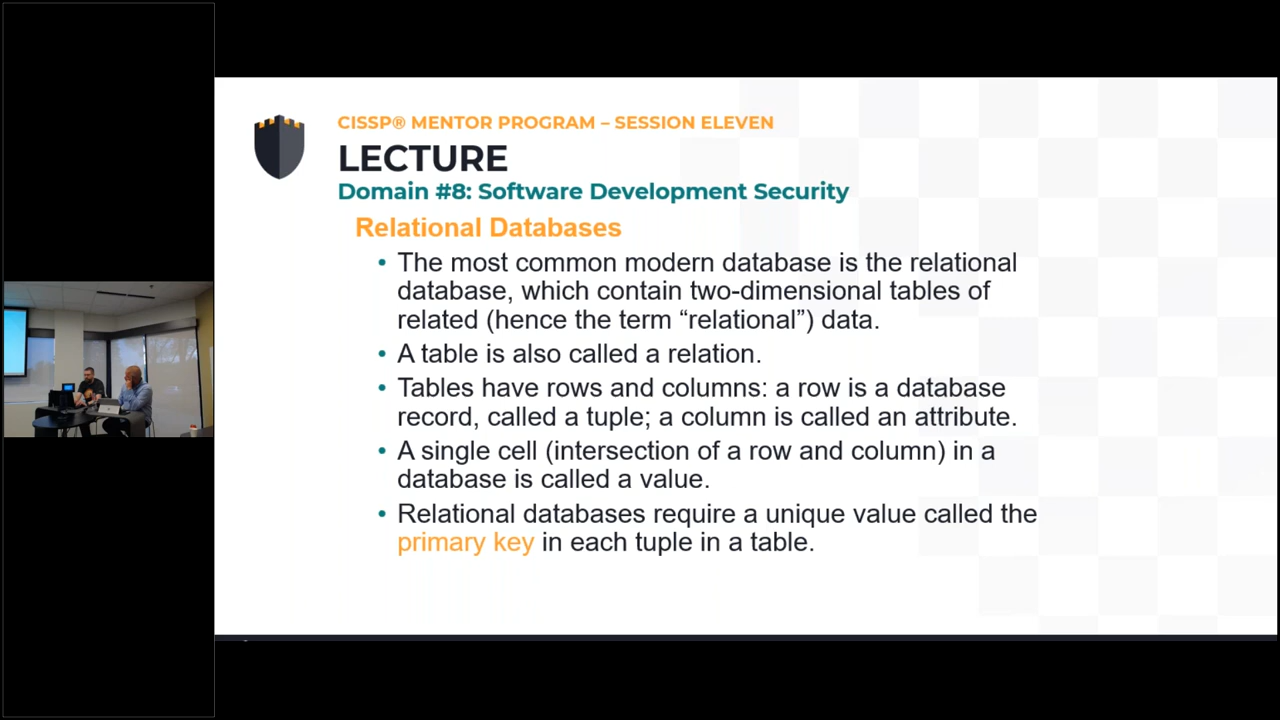 CISSP® MENTOR PROGRAM – SESSION ELEVEN
LECTURE
Domain #8: Software Development Security
Relational Databases
• The most common modern database is the relational
database, which contain two-dimensional tables of
related (hence the term “relational”) data.
• A table is also called a relation.
• Tables have rows and columns: a row is a database
record, called a tuple; a column is called an attribute.
• A single cell (intersection of a row and column) in a
database is called a value.
• Relational databases require a unique value called the
primary key in each tuple in a table.